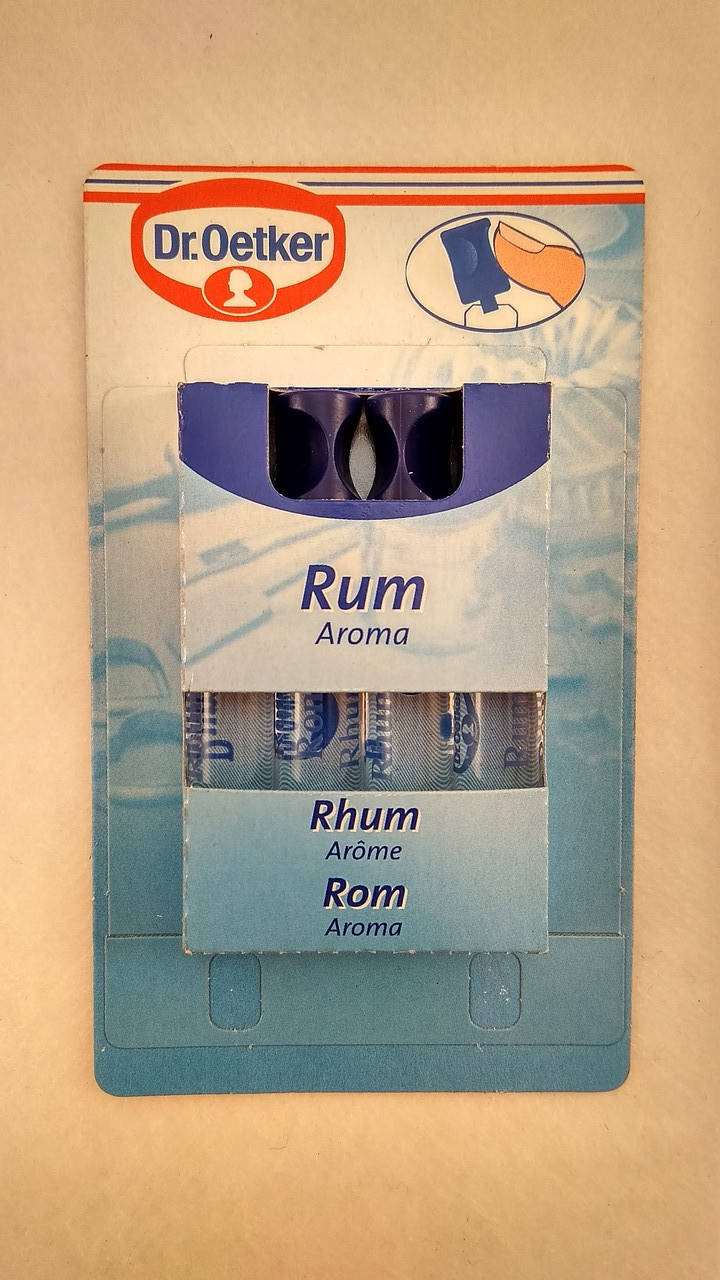 Dr. Oetker
Rum
Aroma
Rhum
Arôme
Rom
Aroma